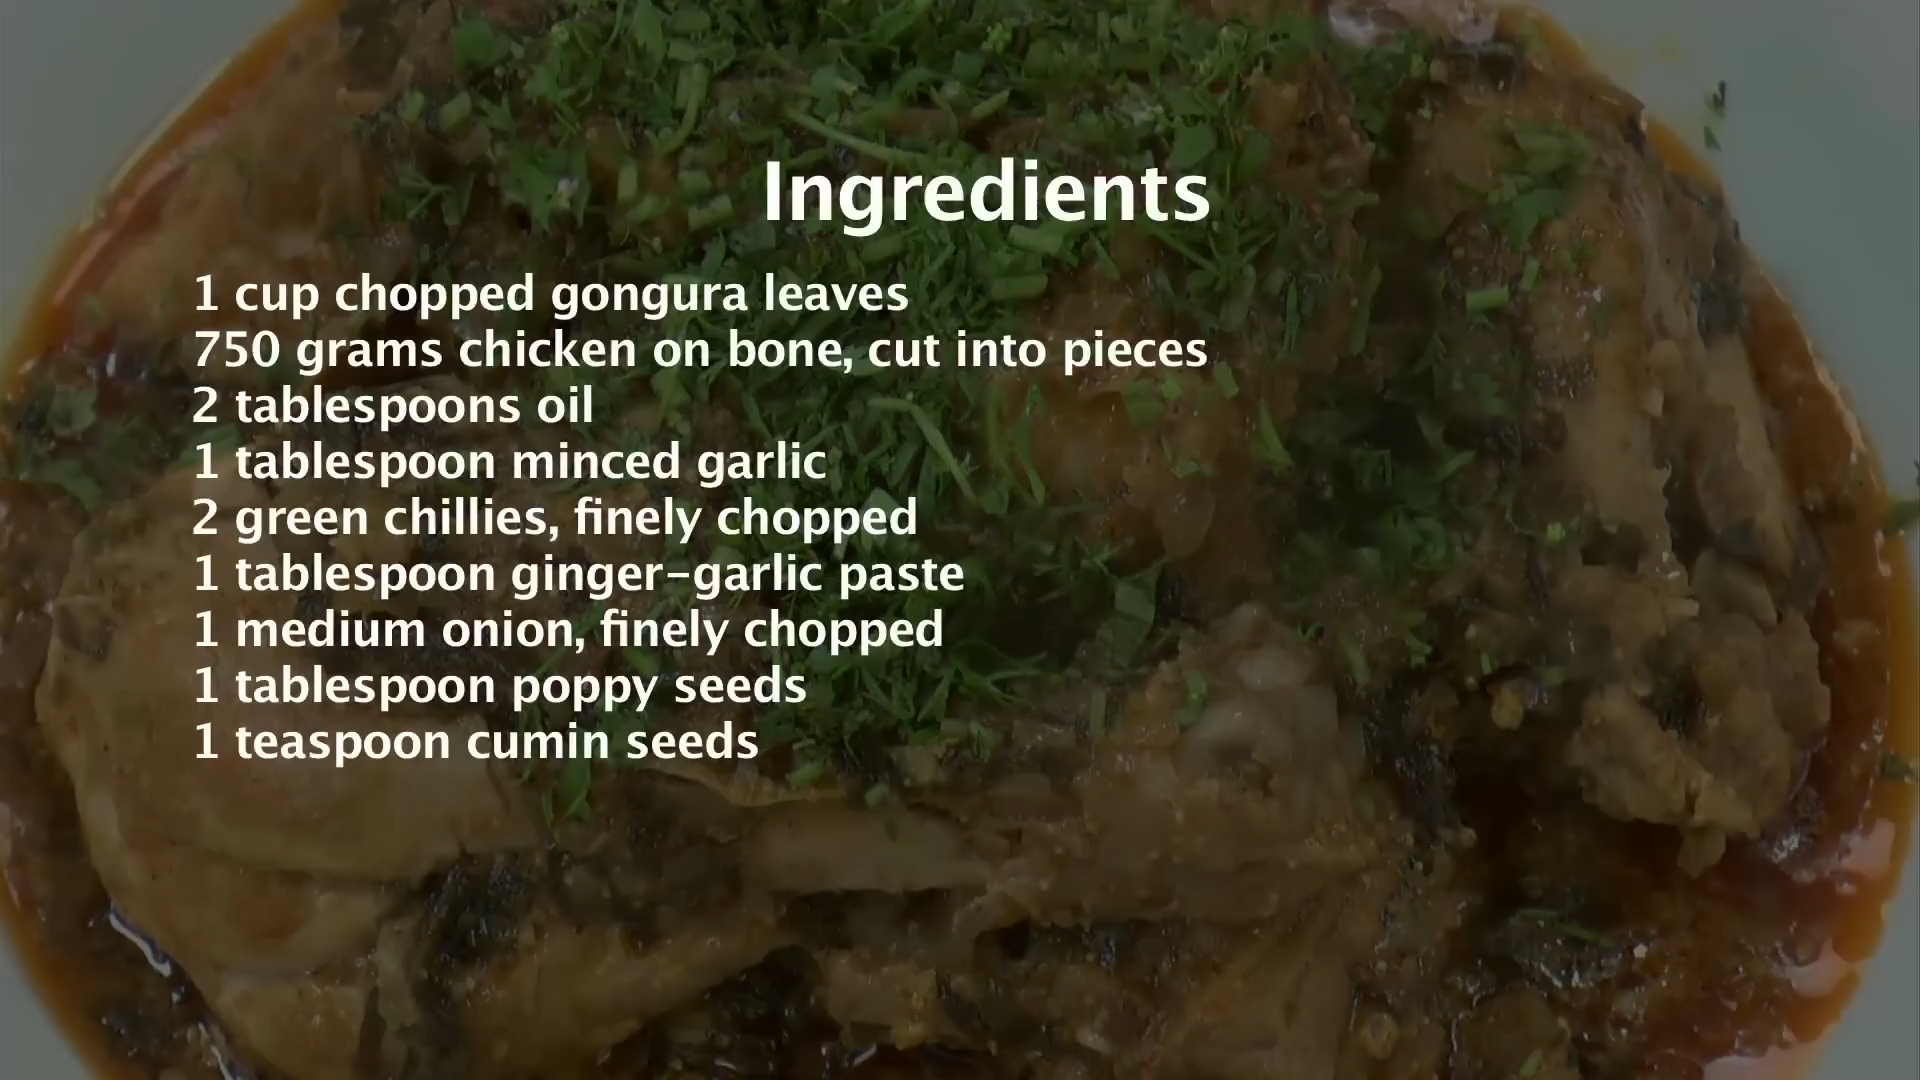 Ingredients
1 cup chopped gongura leaves
750 grams chicken on bone, cut into pieces
2 tablespoons oil
1 tablespoon minced garlic
2 green chillies, finely chopped
1 tablespoon ginger-garlic paste
1 medium onion, finely chopped
1 tablespoon poppy seeds
1 teaspoon cumin seeds